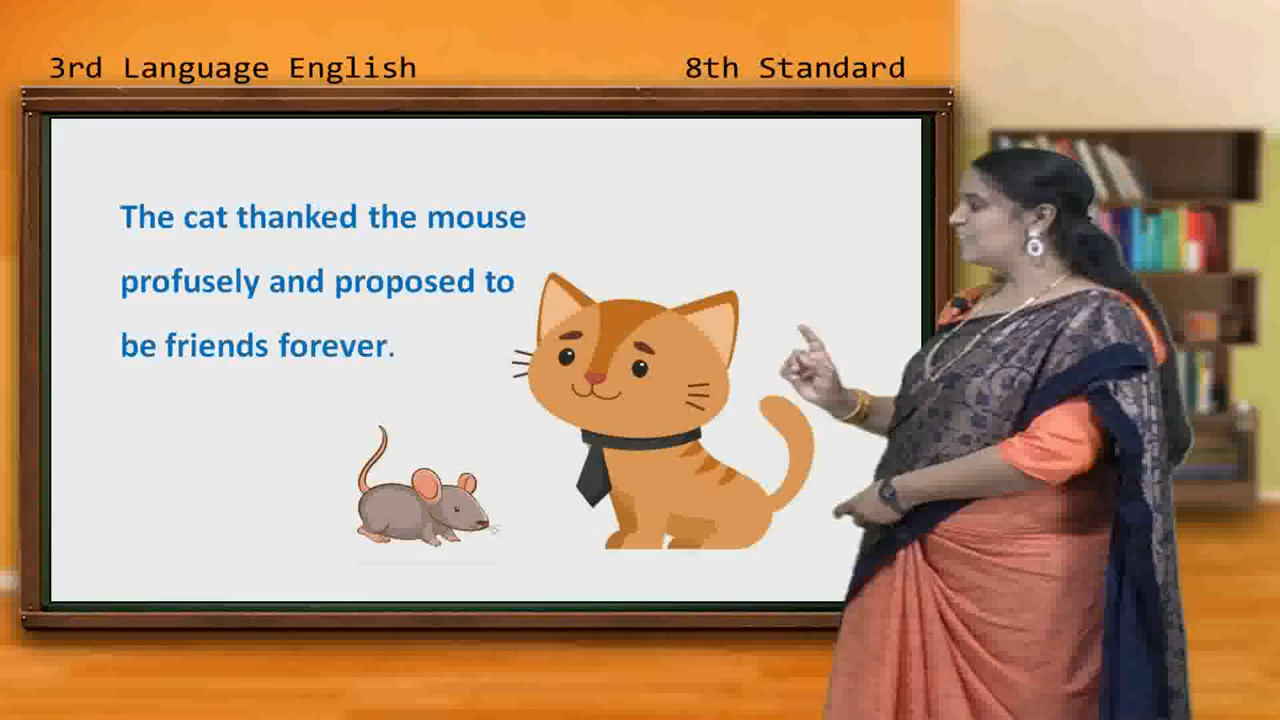 3rd Language English
8th Standard
The cat thanked the mouse
profusely and proposed to
be friends forever.